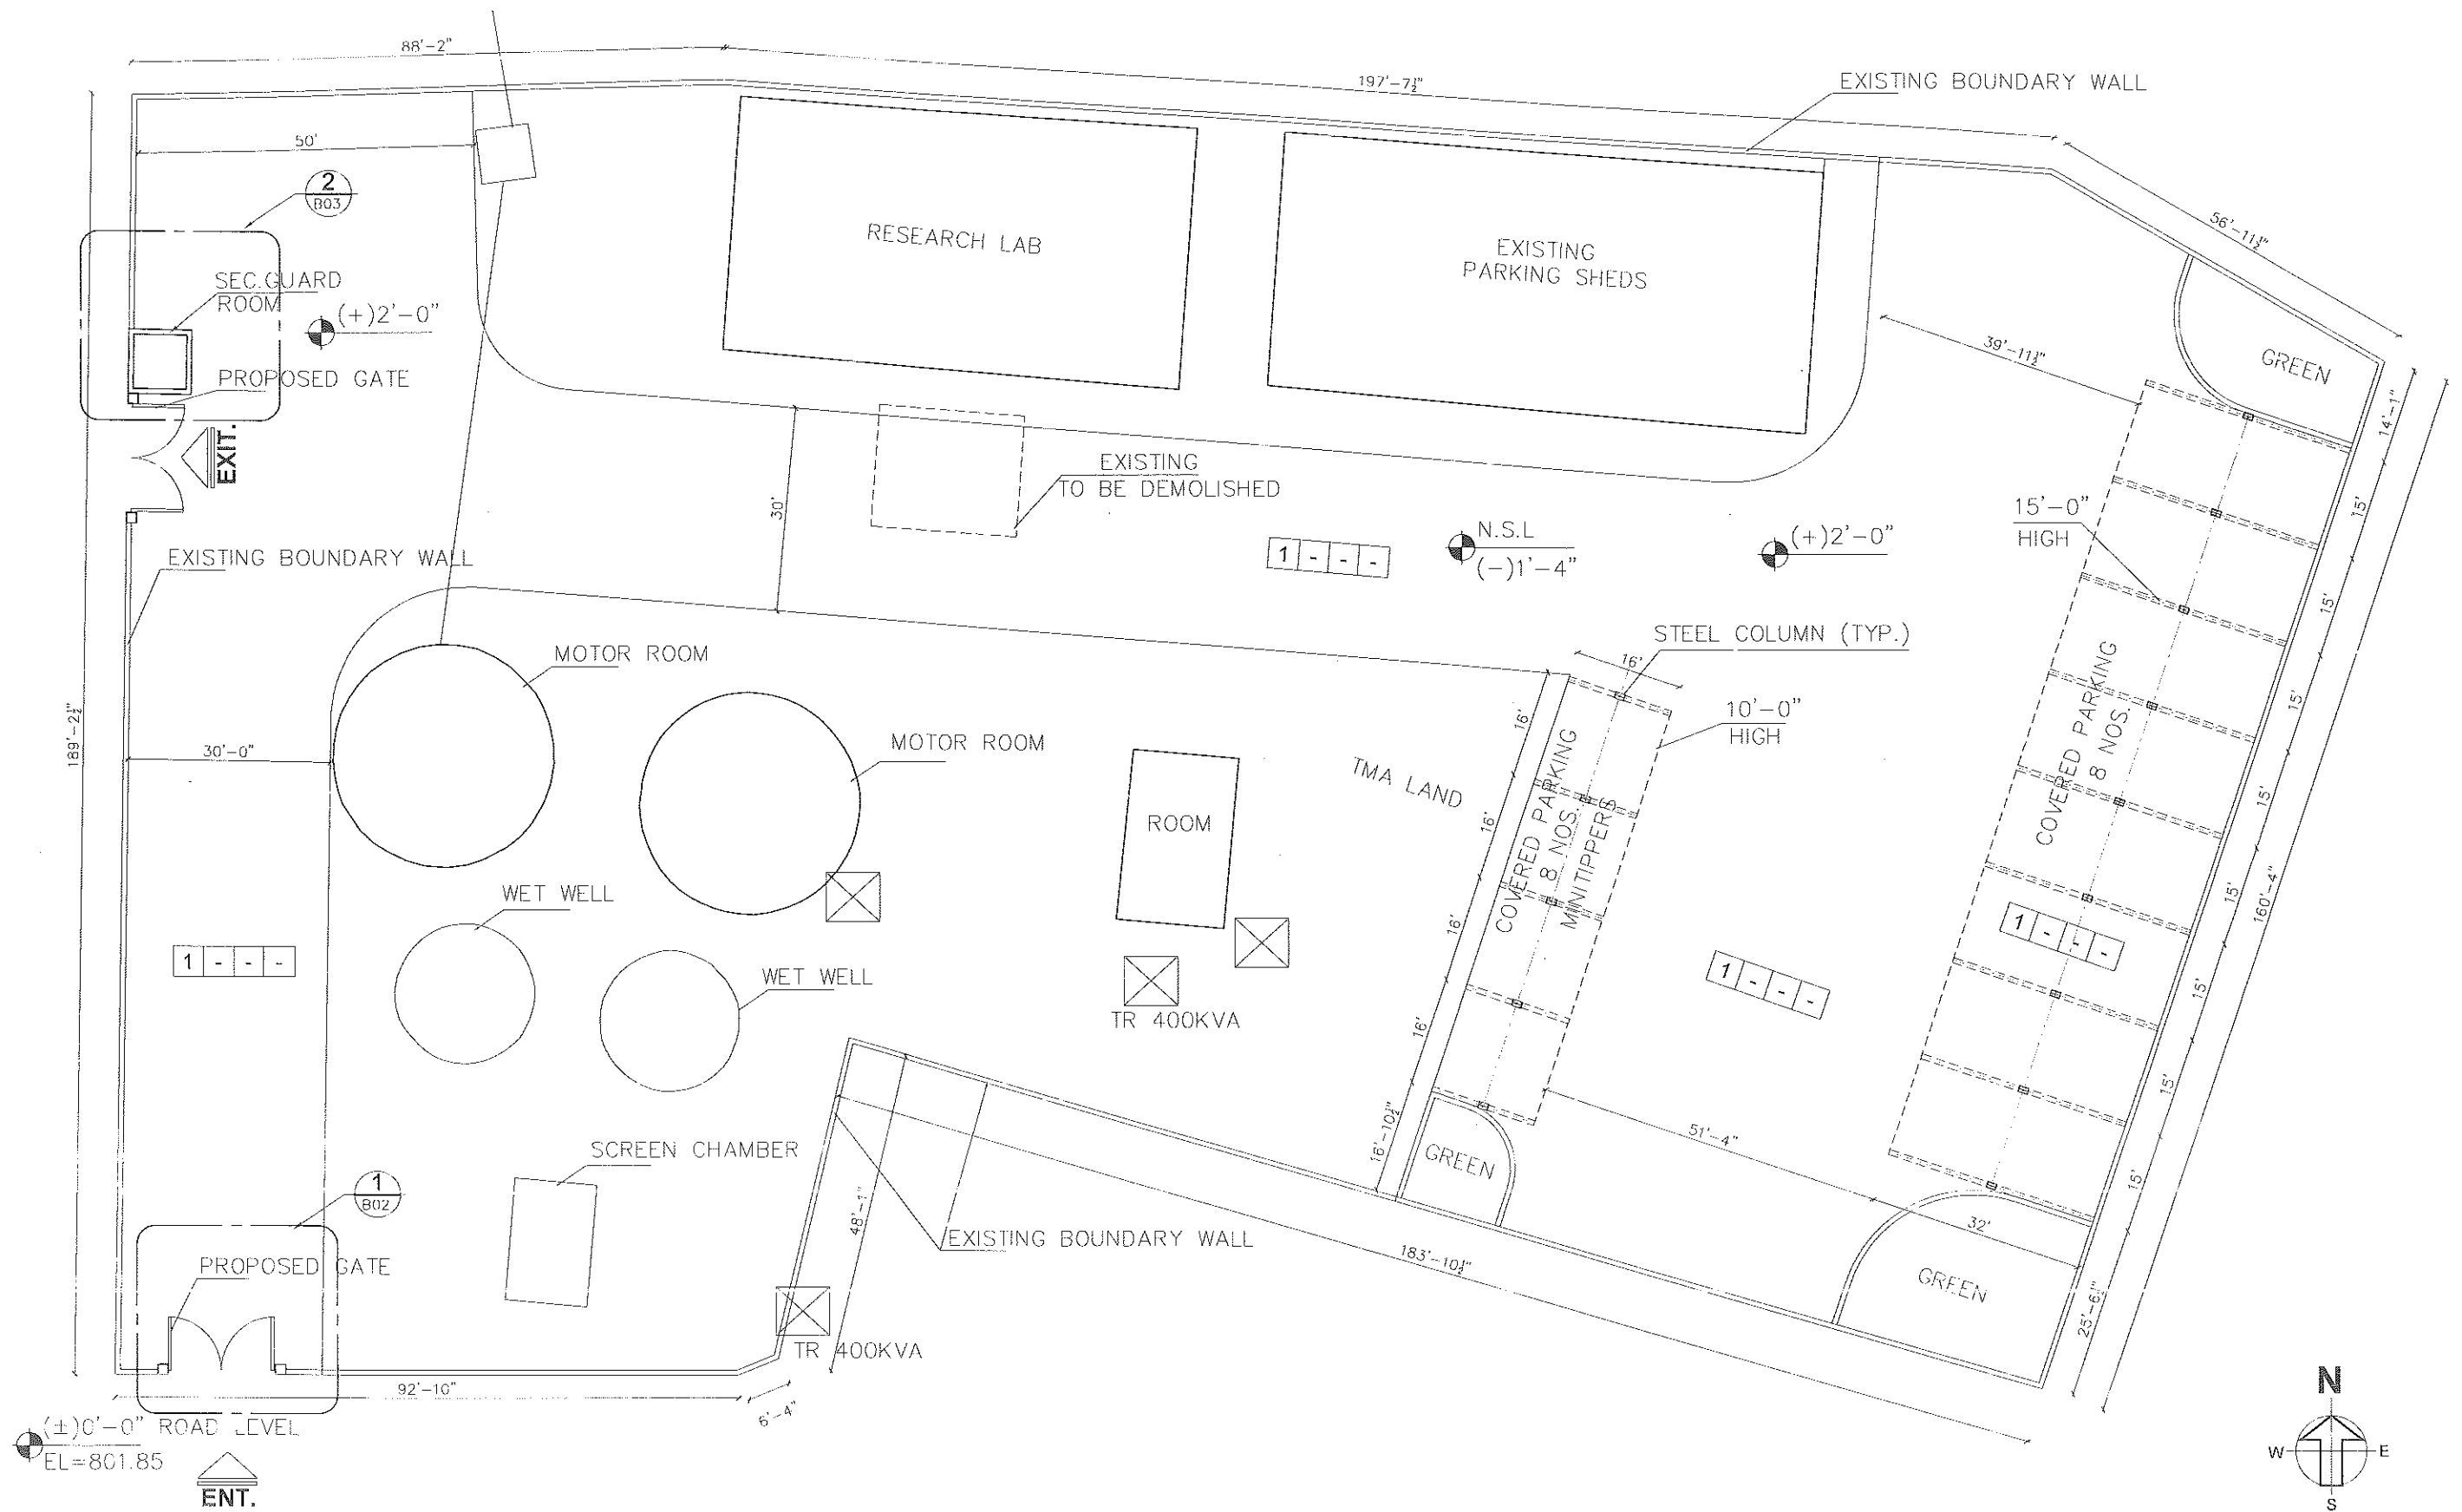 88'-2"
197'-7½"
EXISTING BOUNDARY WALL
50'
2
B03
56'-11½"
RESEARCH LAB
EXISTING
PARKING SHEDS
SEC.GUARD
ROOM
(+)2'-0"
39'-11½"
GREEN
PROPOSED GATE
14'-1"
EXIT.
EXISTING
TO BE DEMOLISHED
30'
15'
15'-0"
HIGH
N.S.L
(-)1'-4"
(+)2'-0"
1 - - -
EXISTING BOUNDARY WALL
15'
STEEL COLUMN (TYP.)
MOTOR ROOM
16'
15'
10'-0"
HIGH
COVERED PARKING
8 NOS.
189'-2½"
30'-0"
MOTOR ROOM
16'
TMA LAND
COVERED PARKING
8 NOS.
MINITIPPERS
15'
ROOM
16'
15'
WET WELL
16'
15'
160'-4"
1 - - -
1 - - -
1 - - -
WET WELL
15'
TR 400KVA
16'
15'
51'-4"
16'-10½"
SCREEN CHAMBER
GREEN
15'
1
B02
48'-1"
32'
EXISTING BOUNDARY WALL
183'-10½"
PROPOSED GATE
GREEN
25'-6½"
TR 400KVA
92'-10"
6'-4"
N
W
E
S
(±)0'-0" ROAD LEVEL
EL=801.85
ENT.